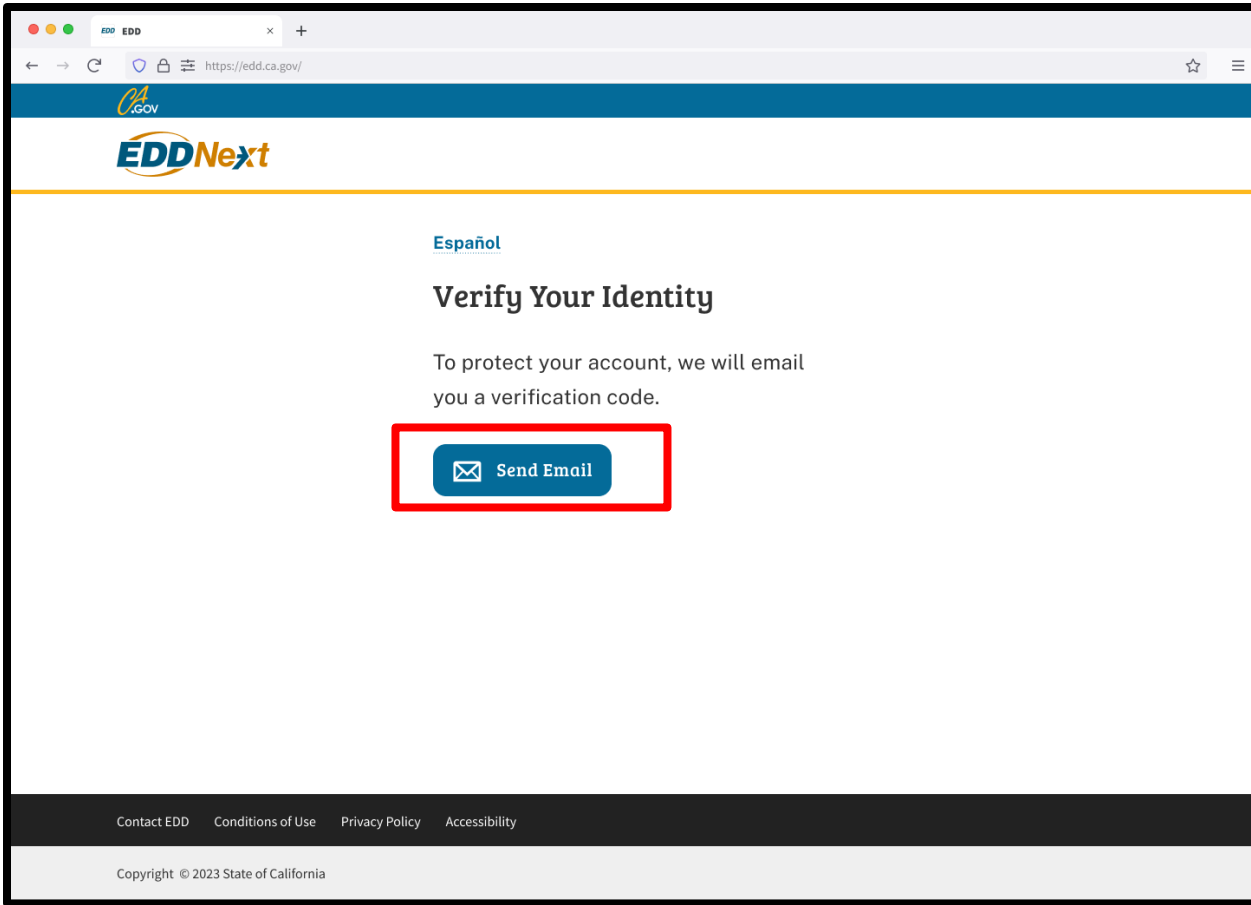 EDD EDD
https://edd.ca.gov/
CA.GOV
EDDNext
Español
Verify Your Identity
To protect your account, we will email
you a verification code.
Send Email
Contact EDD Conditions of Use Privacy Policy Accessibility
Copyright © 2023 State of California